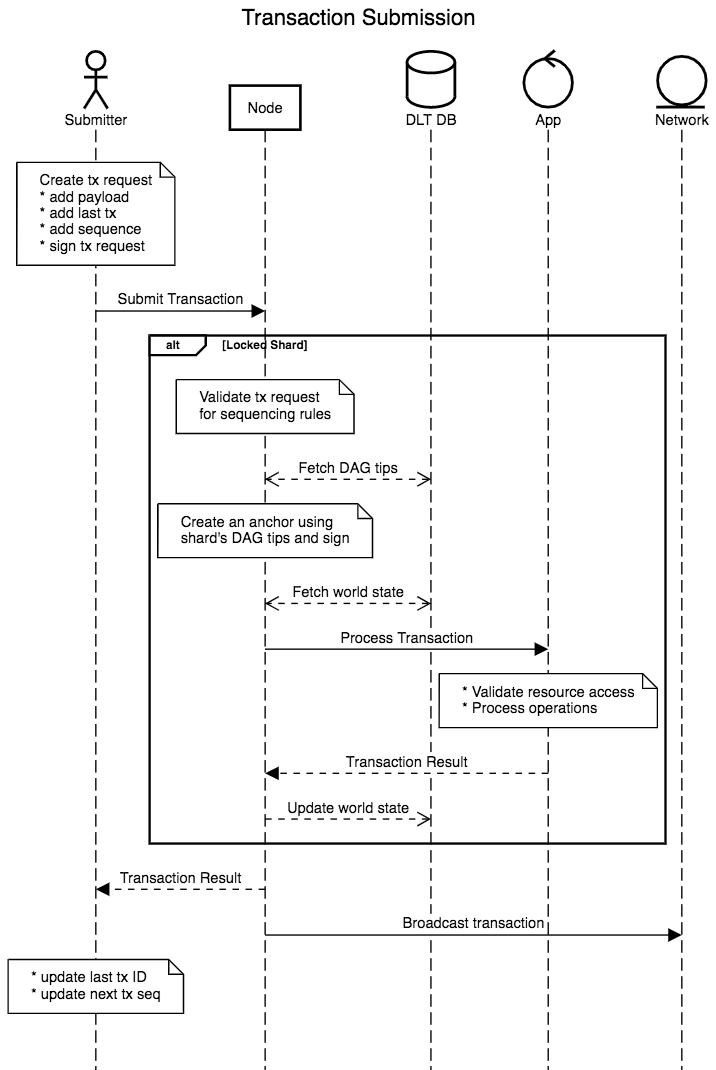 Transaction Submission
Submitter
Node
DLT DB
App
Network
Create tx request
* add payload
* add last tx
* add sequence
* sign tx request
Submit Transaction
alt
[Locked Shard]
Validate tx request
for sequencing rules
Fetch DAG tips
Create an anchor using
shard's DAG tips and sign
Fetch world state
Process Transaction
* Validate resource access
* Process operations
Transaction Result
Update world state
Transaction Result
Broadcast transaction
* update last tx ID
* update next tx seq